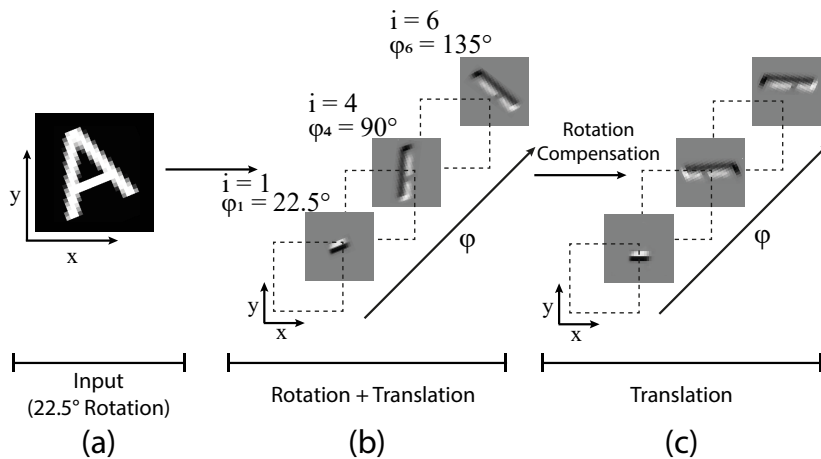 i = 6
φ₆ = 135°
i = 4
φ₄ = 90°
i = 1
φ₁ = 22.5°
Rotation
Compensation
A
y
x
φ
y
x
φ
y
x
Input
(22.5° Rotation)
Rotation + Translation
Translation
(a)
(b)
(c)